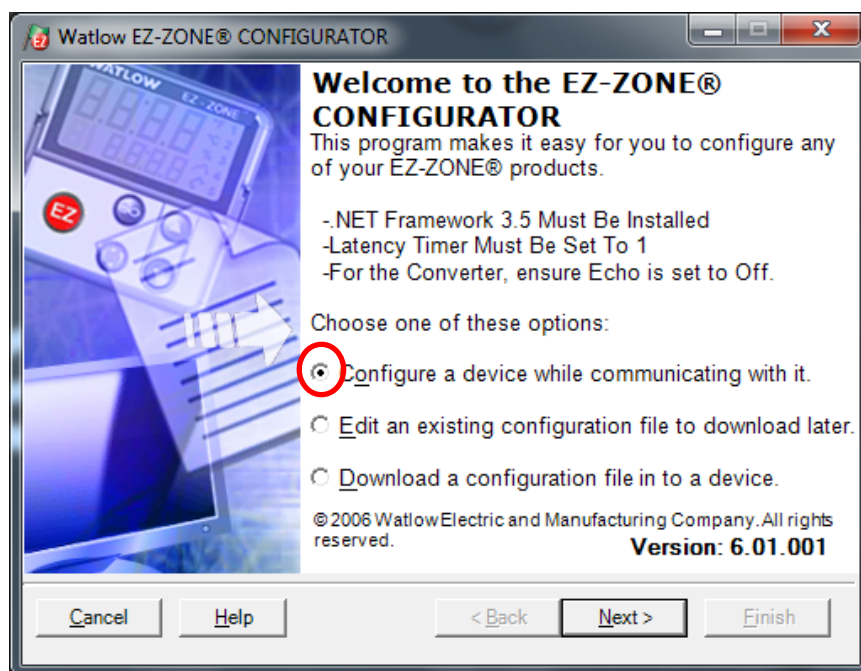 Watlow EZ-ZONE® CONFIGURATOR
WATLOW
EZ-ZONE
EZ
Welcome to the EZ-ZONE®
CONFIGURATOR
This program makes it easy for you to configure any
of your EZ-ZONE® products.
-.NET Framework 3.5 Must Be Installed
-Latency Timer Must Be Set To 1
-For the Converter, ensure Echo is set to Off.
Choose one of these options:
Configure a device while communicating with it.
Edit an existing configuration file to download later.
Download a configuration file in to a device.
©2006 Watlow Electric and Manufacturing Company. All rights
reserved.
Version: 6.01.001
Cancel Help < Back Next > Finish